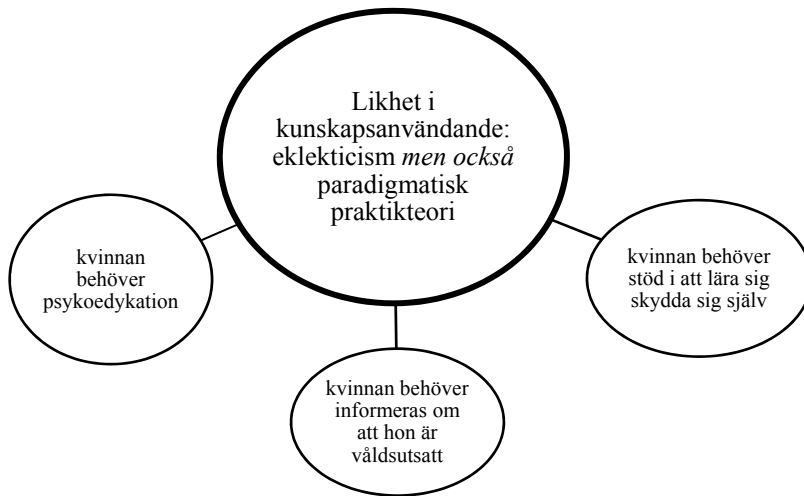 Likhet i
kunskapsanvändande:
eklekticism men också
paradigmatisk
praktikteori
kvinnan
behöver
psykoedykation
kvinnan behöver
informeras om
att hon är
våldsutsatt
kvinnan behöver
stöd i att lära sig
skydda sig själv